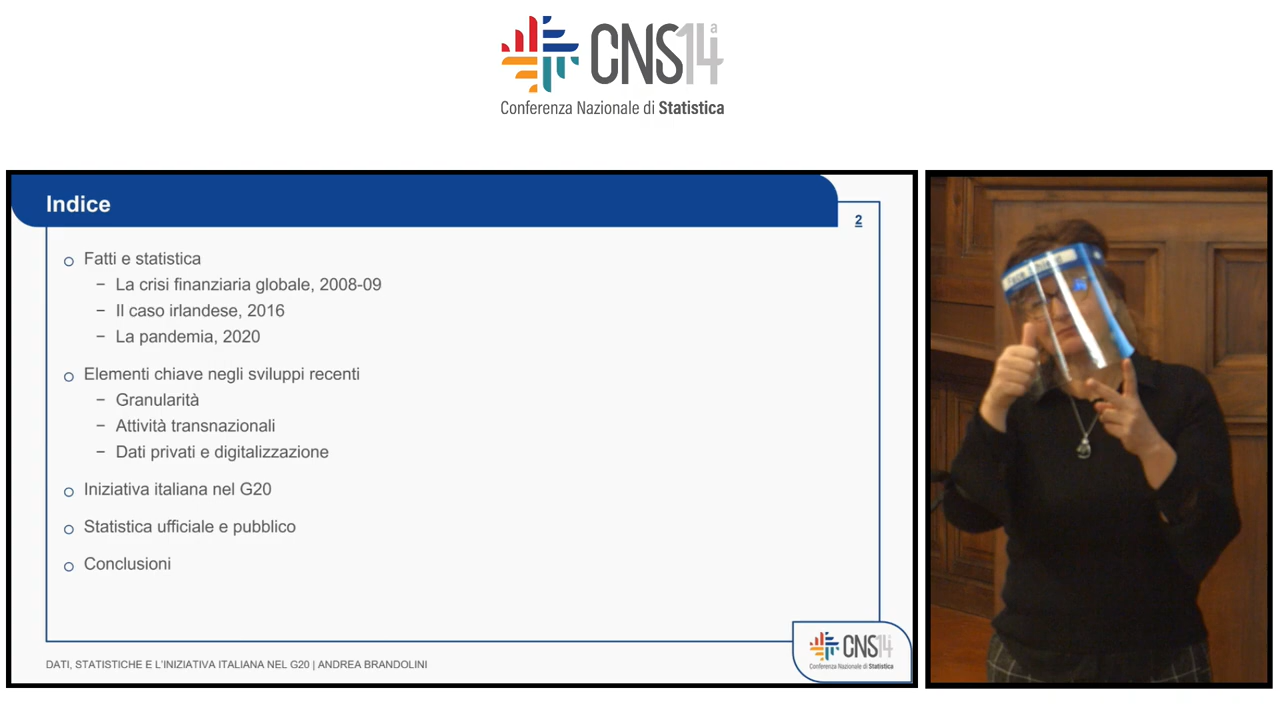 CNS14ª
Conferenza Nazionale di Statistica
Indice
2
Fatti e statistica
− La crisi finanziaria globale, 2008-09
− Il caso irlandese, 2016
− La pandemia, 2020
Elementi chiave negli sviluppi recenti
− Granularità
− Attività transnazionali
− Dati privati e digitalizzazione
Iniziativa italiana nel G20
Statistica ufficiale e pubblico
Conclusioni
DATI, STATISTICHE E L'INIZIATIVA ITALIANA NEL G20 | ANDREA BRANDOLINI
CNS14
Conferenza Nazionale di Statistica
Face Shield